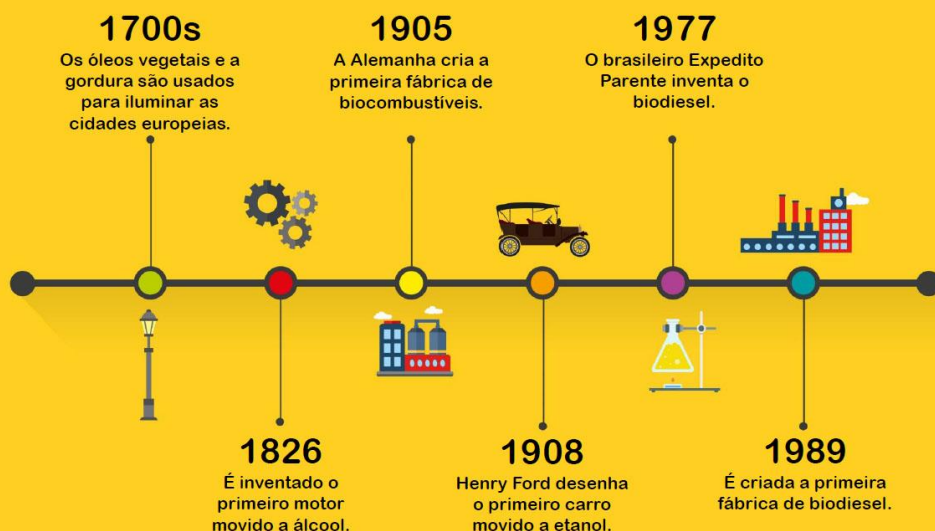 1700s
Os óleos vegetais e a
gordura são usados
para iluminar as
cidades europeias.
1826
É inventado o
primeiro motor
movido a álcool.
1905
A Alemanha cria a
primeira fábrica de
biocombustíveis.
1908
Henry Ford desenha
o primeiro carro
movido a etanol.
1977
O brasileiro Expedito
Parente inventa o
biodiesel.
1989
É criada a primeira
fábrica de biodiesel.